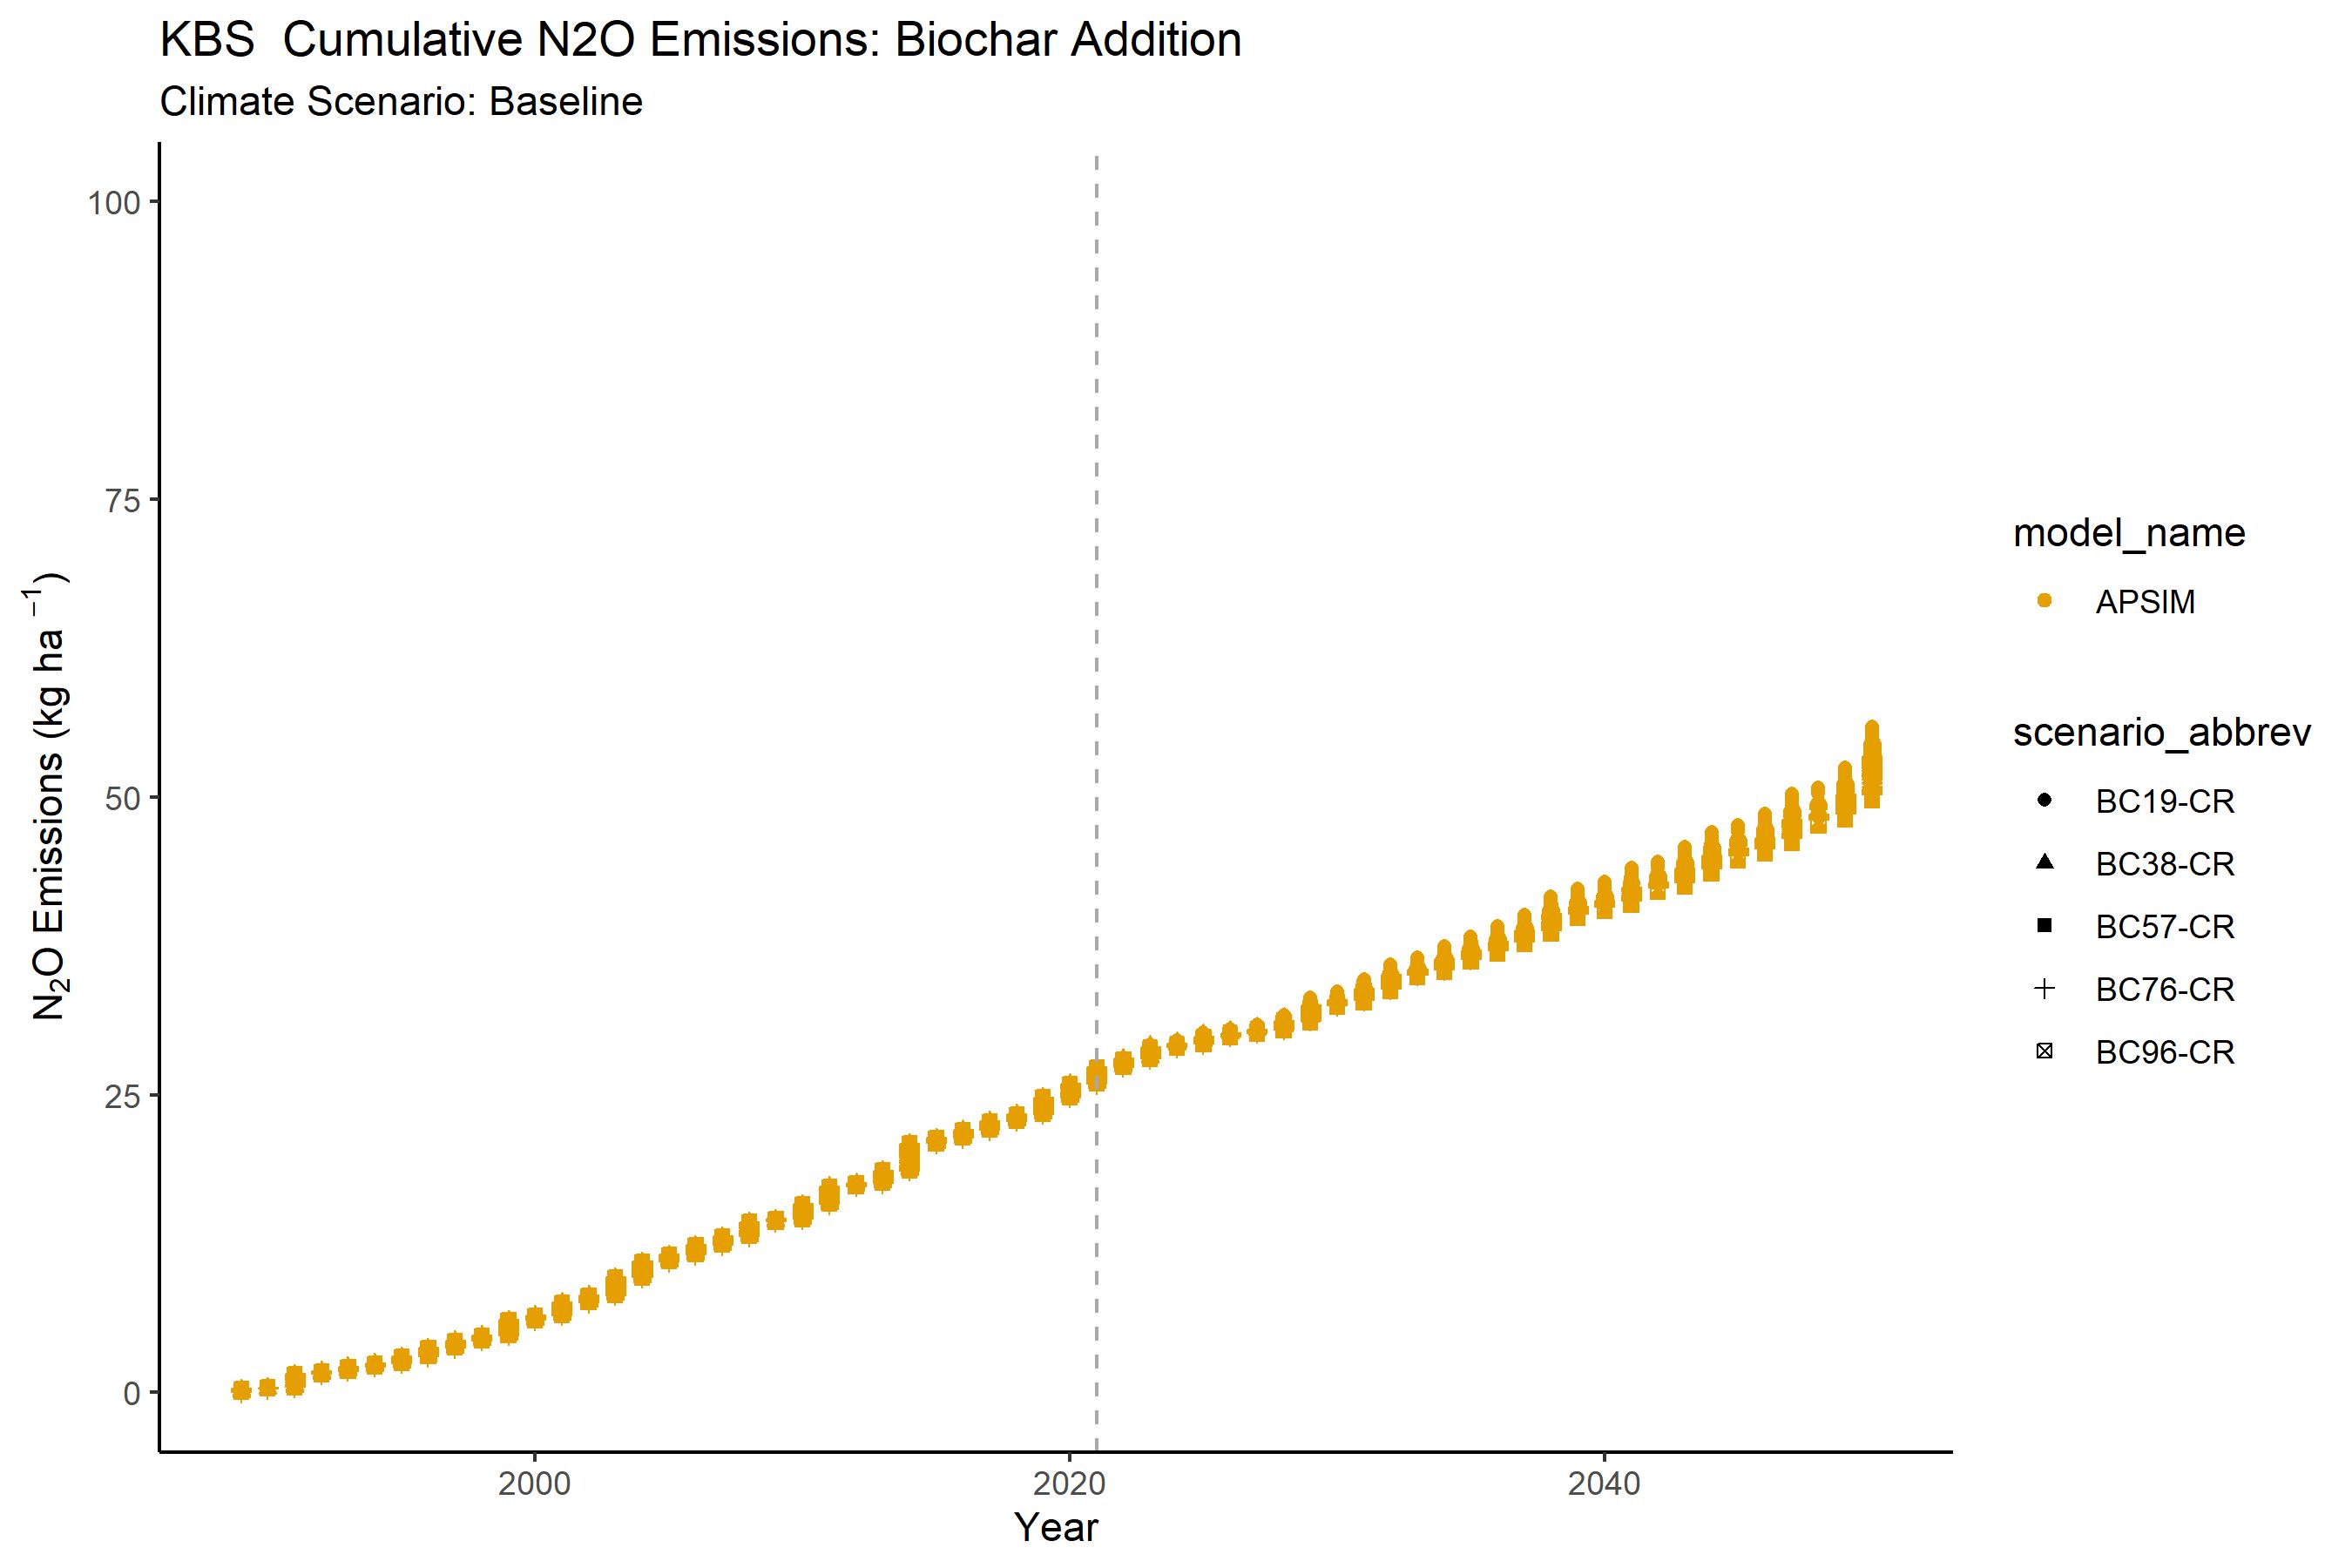 KBS  Cumulative N2O Emissions: Biochar Addition
Climate Scenario: Baseline
N₂O Emissions (kg ha ⁻¹)
100
75
50
25
0
2000
2020
2040
Year
model_name
APSIM
scenario_abbrev
BC19-CR
BC38-CR
BC57-CR
BC76-CR
BC96-CR